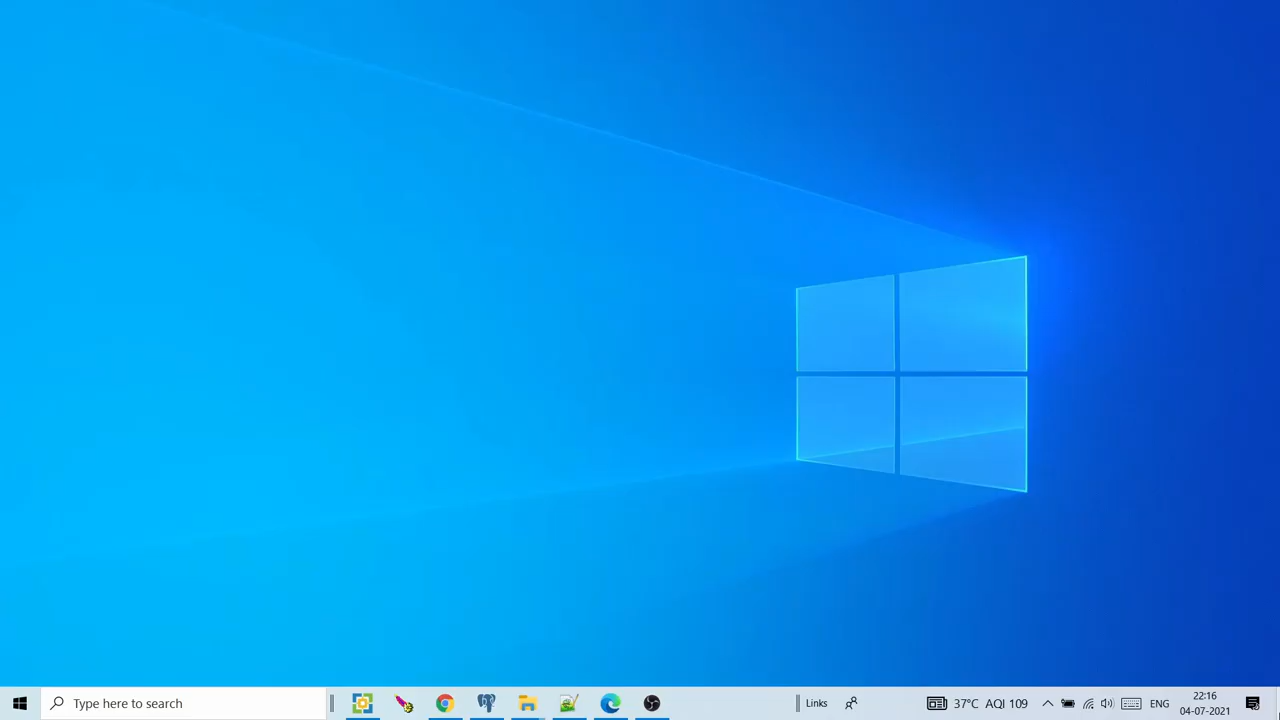 Type here to search
Links
37°C AQI 109
ENG
22:16
04-07-2021